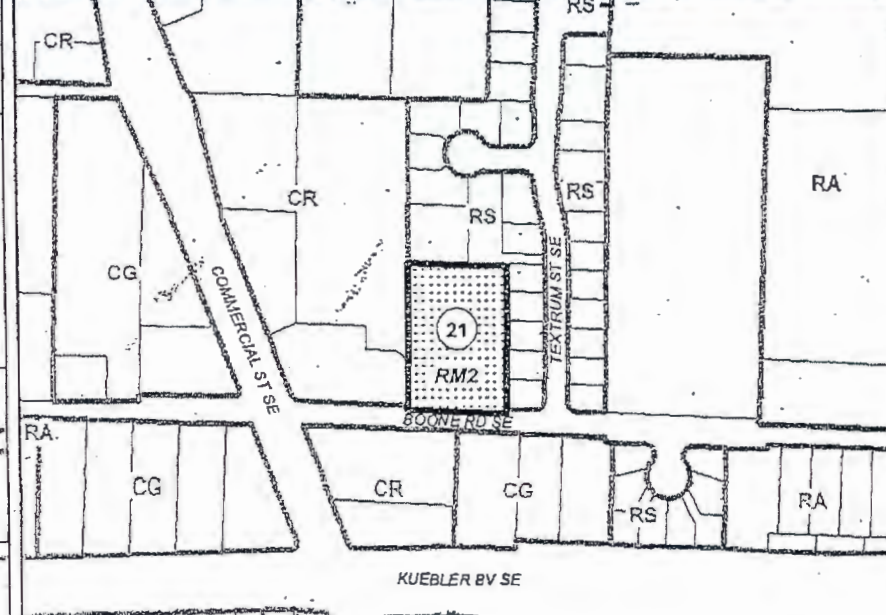 RS
CR
RA
RS
CR
RS
CG
COMMERCIAL ST SE
TEXTRUM ST SE
21
RM2
BOONE RD SE
RA.
CG
CR
CG
RS
RA
KUEBLER BV SE